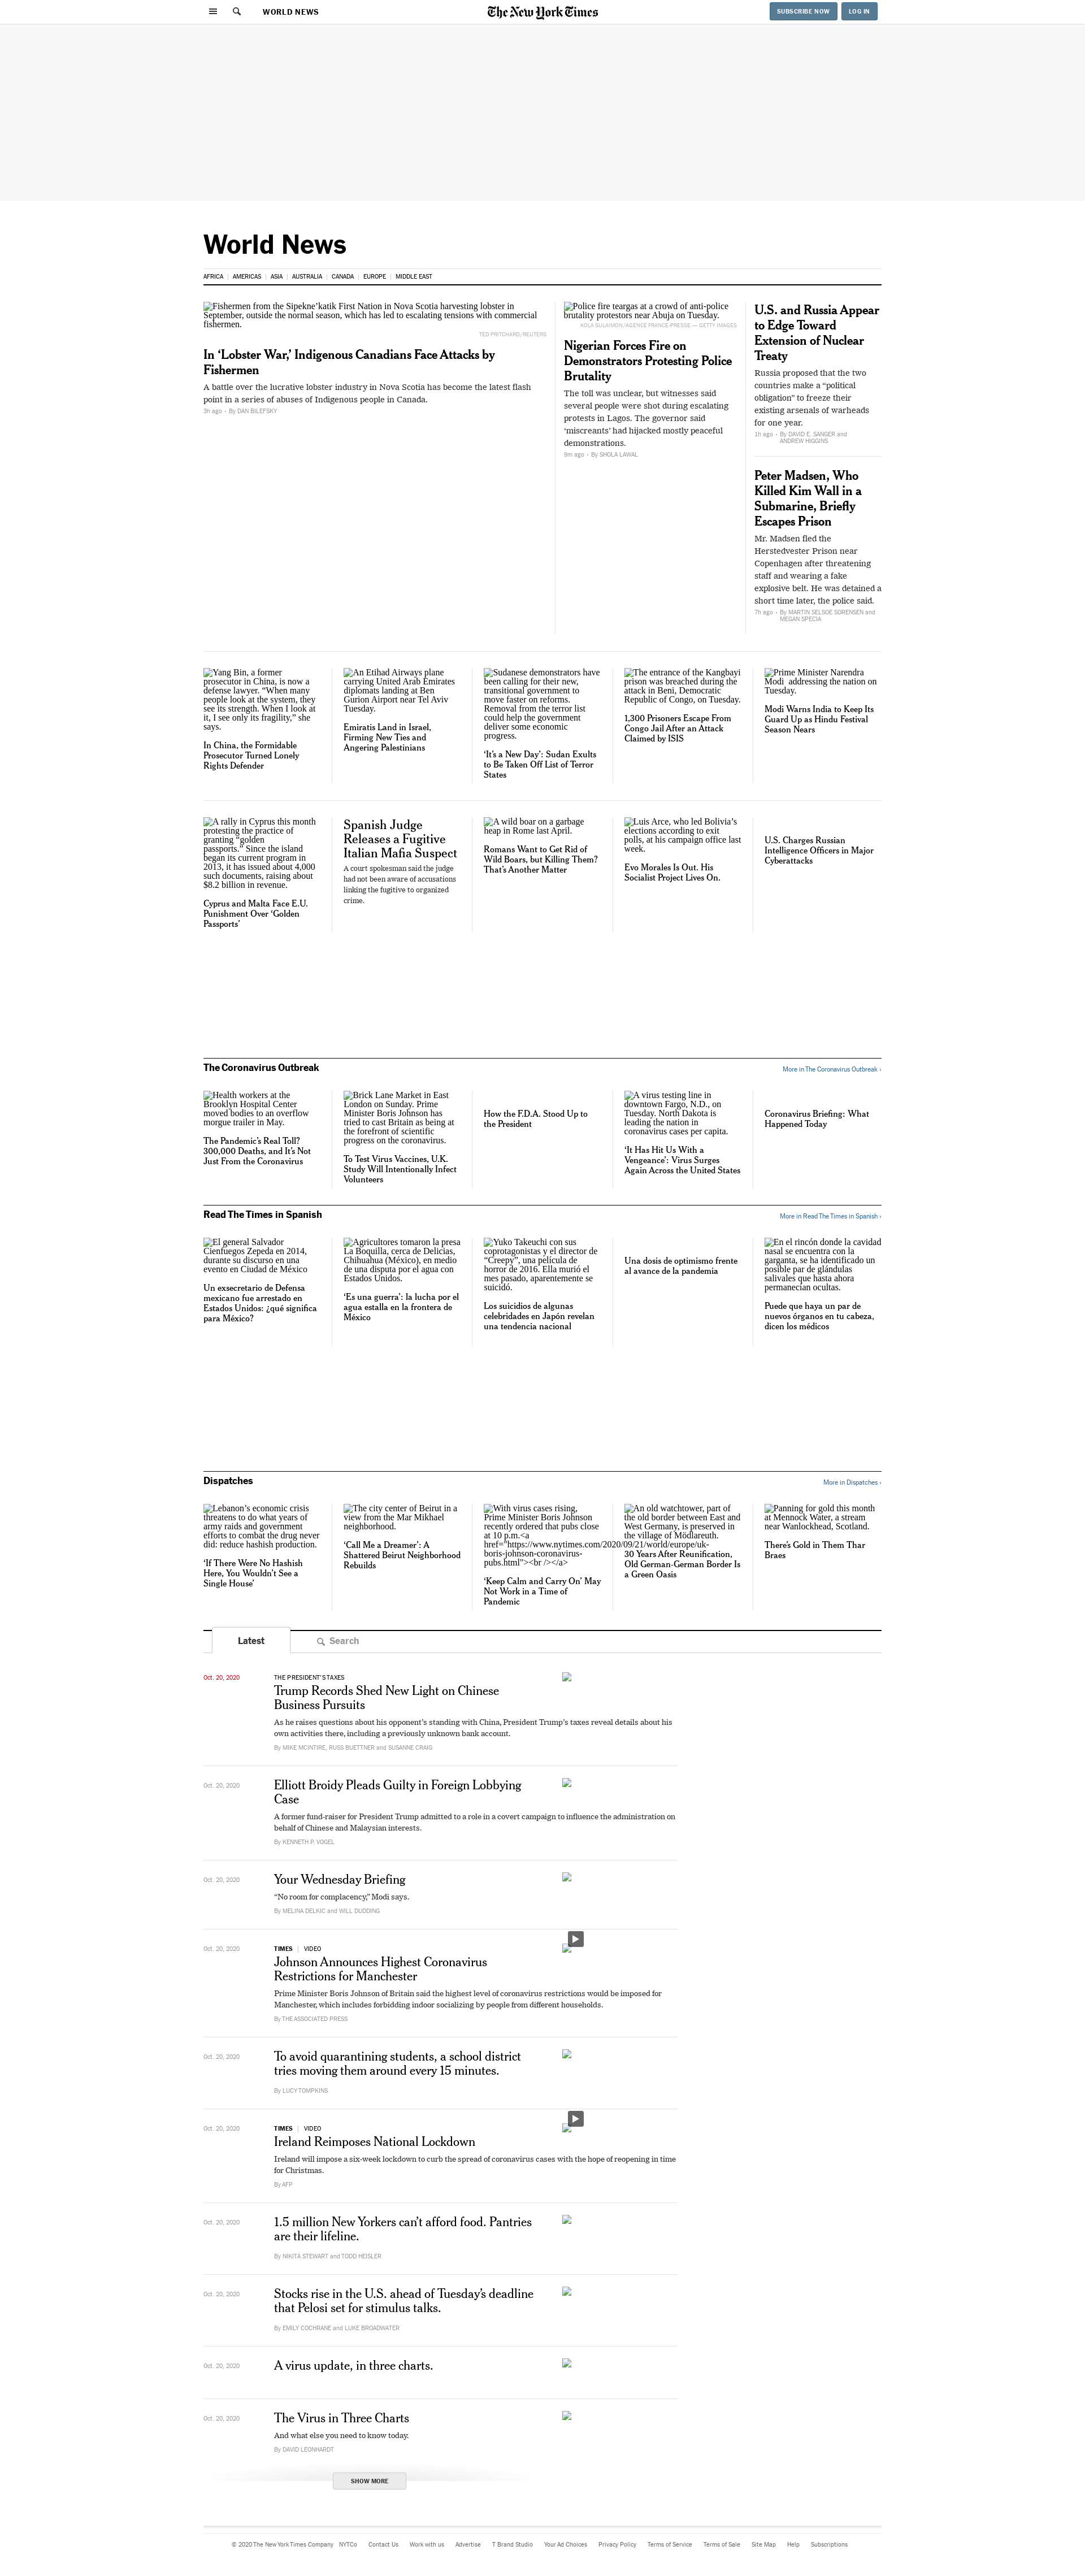 WORLD NEWS
The New York Times
SUBSCRIBE NOW
LOG IN
World News
AFRICA | AMERICAS | ASIA | AUSTRALIA | CANADA | EUROPE | MIDDLE EAST
Fishermen from the Sipekne’katik First Nation in Nova Scotia harvesting lobster in
September, outside the normal season, which has led to escalating tensions with commercial
fishermen.
TED PRITCHARD/REUTERS
In ‘Lobster War,’ Indigenous Canadians Face Attacks by
Fishermen
A battle over the lucrative lobster industry in Nova Scotia has become the latest flash
point in a series of abuses of Indigenous people in Canada.
3h ago • By DAN BILEFSKY
Police fire teargas at a crowd of anti-police
brutality protestors near Abuja on Tuesday.
KOLA SULAIMON/AGENCE FRANCE-PRESSE — GETTY IMAGES
Nigerian Forces Fire on
Demonstrators Protesting Police
Brutality
The toll was unclear, but witnesses said
several people were shot during escalating
protests in Lagos. The governor said
‘miscreants’ had hijacked mostly peaceful
demonstrations.
9m ago • By SHOLA LAWAL
U.S. and Russia Appear
to Edge Toward
Extension of Nuclear
Treaty
Russia proposed that the two
countries make a “political
obligation” to freeze their
existing arsenals of warheads
for one year.
1h ago • By DAVID E. SANGER and
ANDREW HIGGINS
Peter Madsen, Who
Killed Kim Wall in a
Submarine, Briefly
Escapes Prison
Mr. Madsen fled the
Herstedvester Prison near
Copenhagen after threatening
staff and wearing a fake
explosive belt. He was detained a
short time later, the police said.
7h ago • By MARTIN SELSOE SORENSEN and
MEGAN SPECIA
Yang Bin, a former
prosecutor in China, is now a
defense lawyer. “When many
people look at the system, they
see its strength. When I look at
it, I see only its fragility,” she
says.
In China, the Formidable
Prosecutor Turned Lonely
Rights Defender
An Etihad Airways plane
carrying United Arab Emirates
diplomats landing at Ben
Gurion Airport near Tel Aviv
Tuesday.
Emiratis Land in Israel,
Firming New Ties and
Angering Palestinians
Sudanese demonstrators have
been calling for their new,
transitional government to
move faster on reforms.
Removal from the terror list
could help the government
deliver some economic
progress.
‘It’s a New Day’: Sudan Exults
to Be Taken Off List of Terror
States
The entrance of the Kangbayi
prison was breached during the
attack in Beni, Democratic
Republic of Congo, on Tuesday.
1,300 Prisoners Escape From
Congo Jail After an Attack
Claimed by ISIS
Prime Minister Narendra
Modi addressing the nation on
Tuesday.
Modi Warns India to Keep Its
Guard Up as Hindu Festival
Season Nears
A rally in Cyprus this month
protesting the practice of
granting “golden
passports.” Since the island
began its current program in
2013, it has issued about 4,000
such documents, raising about
$8.2 billion in revenue.
Cyprus and Malta Face E.U.
Punishment Over ‘Golden
Passports’
Spanish Judge
Releases a Fugitive
Italian Mafia Suspect
A court spokesman said the judge
had not been aware of accusations
linking the fugitive to organized
crime.
A wild boar on a garbage
heap in Rome last April.
Romans Want to Get Rid of
Wild Boars, but Killing Them?
That’s Another Matter
Luis Arce, who led Bolivia’s
elections according to exit
polls, at his campaign office last
week.
Evo Morales Is Out. His
Socialist Project Lives On.
U.S. Charges Russian
Intelligence Officers in Major
Cyberattacks
The Coronavirus Outbreak
More in The Coronavirus Outbreak ›
Health workers at the
Brooklyn Hospital Center
moved bodies to an overflow
morgue trailer in May.
The Pandemic’s Real Toll?
300,000 Deaths, and It’s Not
Just From the Coronavirus
Brick Lane Market in East
London on Sunday. Prime
Minister Boris Johnson has
tried to cast Britain as being at
the forefront of scientific
progress on the coronavirus.
To Test Virus Vaccines, U.K.
Study Will Intentionally Infect
Volunteers
How the F.D.A. Stood Up to
the President
A virus testing line in
downtown Fargo, N.D., on
Tuesday. North Dakota is
leading the nation in
coronavirus cases per capita.
‘It Has Hit Us With a
Vengeance’: Virus Surges
Again Across the United States
Coronavirus Briefing: What
Happened Today
Read The Times in Spanish
More in Read The Times in Spanish ›
El general Salvador
Cienfuegos Zepeda en 2014,
durante su discurso en una
evento en Ciudad de México
Un exsecretario de Defensa
mexicano fue arrestado en
Estados Unidos: ¿qué significa
para México?
Agricultores tomaron la presa
La Boquilla, cerca de Delicias,
Chihuahua (México), en medio
de una disputa por el agua con
Estados Unidos.
‘Es una guerra’: la lucha por el
agua estalla en la frontera de
México
Yuko Takeuchi con sus
coprotagonistas y el director de
“Creepy”, una película de
horror de 2016. Ella murió el
mes pasado, aparentemente se
suicidó.
Los suicidios de algunas
celebridades en Japón revelan
una tendencia nacional
Una dosis de optimismo frente
al avance de la pandemia
En el rincón donde la cavidad
nasal se encuentra con la
garganta, se ha identificado un
posible par de glándulas
salivales que hasta ahora
permanecían ocultas.
Puede que haya un par de
nuevos órganos en tu cabeza,
dicen los médicos
Dispatches
More in Dispatches ›
Lebanon’s economic crisis
threatens to do what years of
army raids and government
efforts to combat the drug never
did: reduce hashish production.
‘If There Were No Hashish
Here, You Wouldn’t See a
Single House’
The city center of Beirut in a
view from the Mar Mikhael
neighborhood.
‘Call Me a Dreamer’: A
Shattered Beirut Neighborhood
Rebuilds
With virus cases rising,
Prime Minister Boris Johnson
recently ordered that pubs close
at 10 p.m.<a
href="https://www.nytimes.com/2020/09/21/world/europe/uk-
boris-johnson-coronavirus-
pubs.html"><br /></a>
‘Keep Calm and Carry On’ May
Not Work in a Time of
Pandemic
An old watchtower, part of
the old border between East and
West Germany, is preserved in
the village of Mödlareuth.
30 Years After Reunification,
Old German-German Border Is
a Green Oasis
Panning for gold this month
at Mennock Water, a stream
near Wanlockhead, Scotland.
There’s Gold in Them Thar
Braes
Latest
Search
Oct. 20, 2020
THE PRESIDENT’S TAXES
Trump Records Shed New Light on Chinese
Business Pursuits
As he raises questions about his opponent’s standing with China, President Trump’s taxes reveal details about his
own activities there, including a previously unknown bank account.
By MIKE MCINTIRE, RUSS BUETTNER and SUSANNE CRAIG
Oct. 20, 2020
Elliott Broidy Pleads Guilty in Foreign Lobbying
Case
A former fund-raiser for President Trump admitted to a role in a covert campaign to influence the administration on
behalf of Chinese and Malaysian interests.
By KENNETH P. VOGEL
Oct. 20, 2020
Your Wednesday Briefing
“No room for complacency,” Modi says.
By MELINA DELKIC and WILL DUDDING
Oct. 20, 2020
TIMES | VIDEO
Johnson Announces Highest Coronavirus
Restrictions for Manchester
Prime Minister Boris Johnson of Britain said the highest level of coronavirus restrictions would be imposed for
Manchester, which includes forbidding indoor socializing by people from different households.
By THE ASSOCIATED PRESS
Oct. 20, 2020
To avoid quarantining students, a school district
tries moving them around every 15 minutes.
By LUCY TOMPKINS
Oct. 20, 2020
TIMES | VIDEO
Ireland Reimposes National Lockdown
Ireland will impose a six-week lockdown to curb the spread of coronavirus cases with the hope of reopening in time
for Christmas.
By AFP
Oct. 20, 2020
1.5 million New Yorkers can’t afford food. Pantries
are their lifeline.
By NIKITA STEWART and TODD HEISLER
Oct. 20, 2020
Stocks rise in the U.S. ahead of Tuesday’s deadline
that Pelosi set for stimulus talks.
By EMILY COCHRANE and LUKE BROADWATER
Oct. 20, 2020
A virus update, in three charts.
Oct. 20, 2020
The Virus in Three Charts
And what else you need to know today.
By DAVID LEONHARDT
SHOW MORE
© 2020 The New York Times Company NYTCo Contact Us Work with us Advertise T Brand Studio Your Ad Choices Privacy Policy Terms of Service Terms of Sale Site Map Help Subscriptions